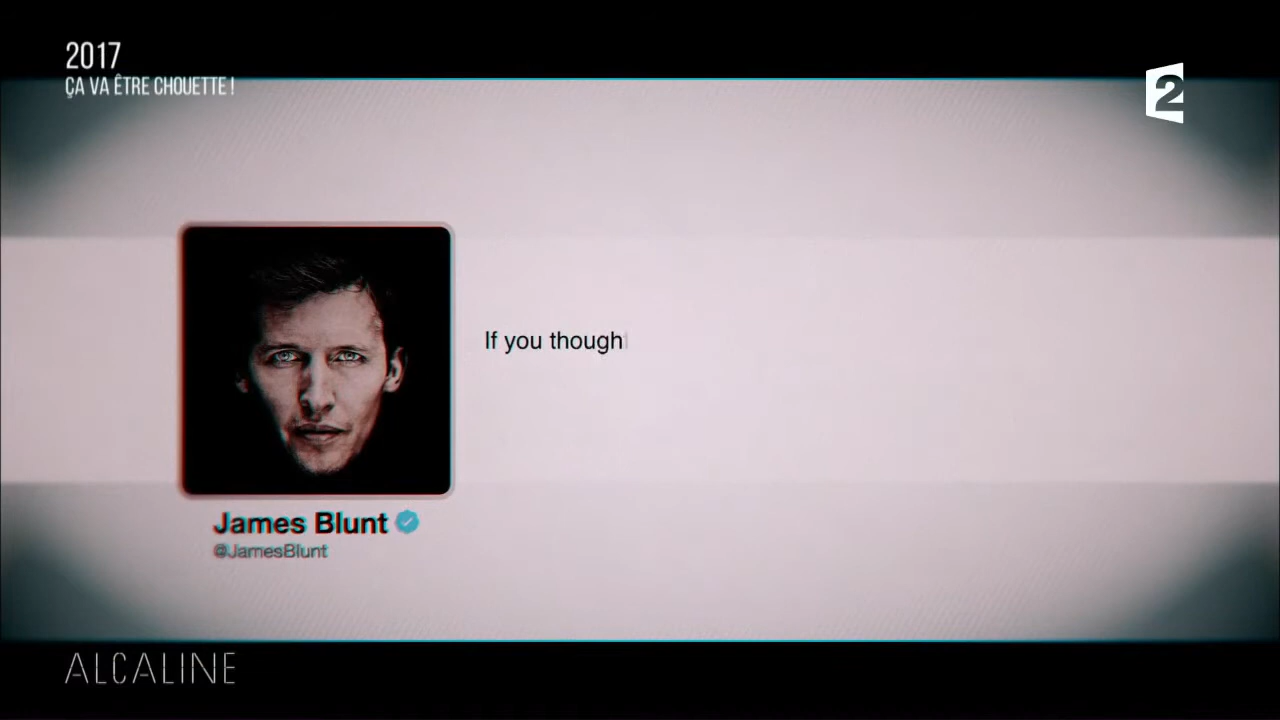 2017
ÇA VA ÊTRE CHOUETTE !
2
If you though
James Blunt
@JamesBlunt
ALCALINE